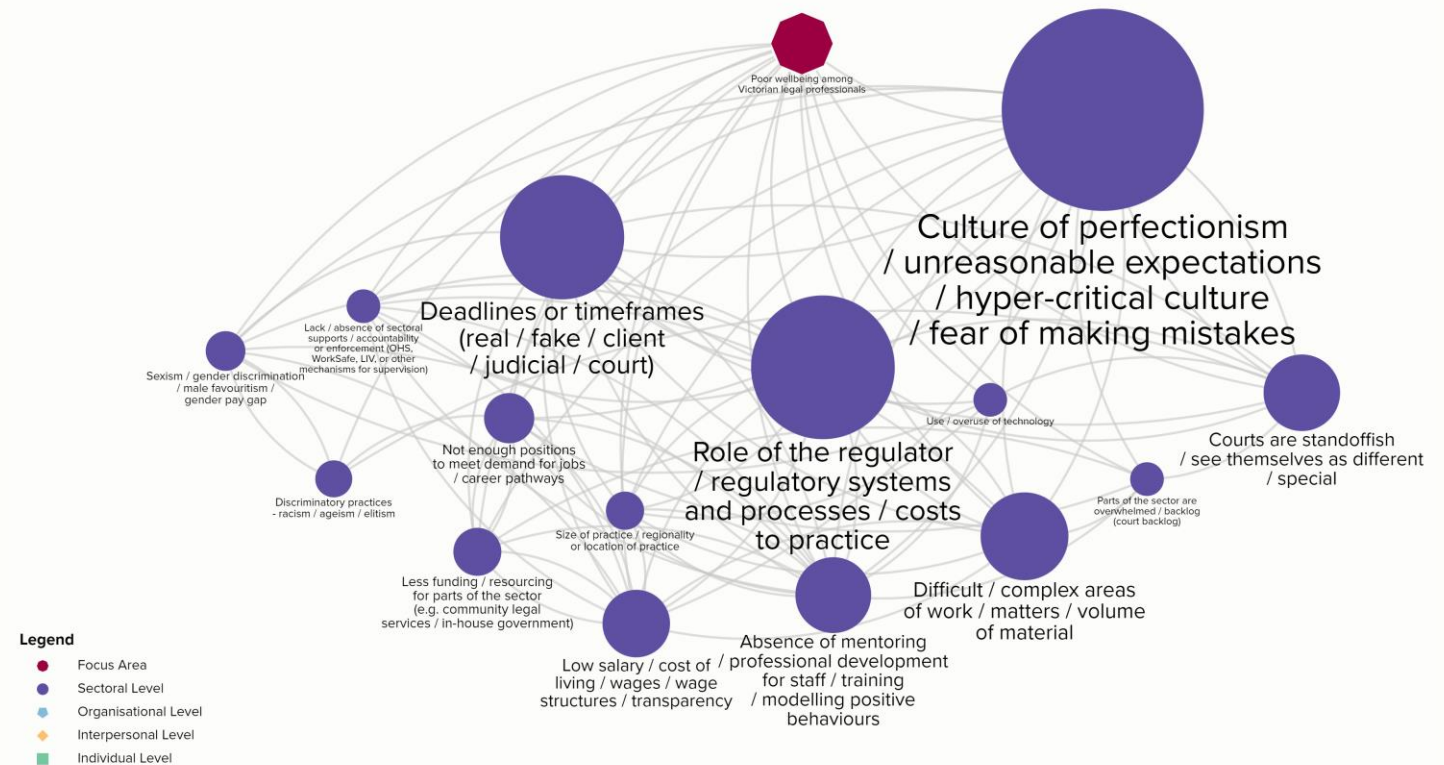 Poor wellbeing among
Victorian legal professionals
Culture of perfectionism
/ unreasonable expectations
/ hyper-critical culture
/ fear of making mistakes
Deadlines or timeframes
(real / fake / client
/ judicial / court)
Lack / absence of sectoral
supports / accountability
or enforcement (OHS,
WorkSafe, LIV, or other
mechanisms for supervision)
Sexism / gender discrimination
/ male favouritism /
gender pay gap
Not enough positions
to meet demand for jobs
/ career pathways
Role of the regulator
/ regulatory systems
and processes / costs
to practice
Use / overuse of technology
Courts are standoffish
/ see themselves as different
/ special
Discriminatory practices
- racism / ageism / elitism
Size of practice / regionality
or location of practice
Parts of the sector are
overwhelmed / backlog
(court backlog)
Less funding / resourcing
for parts of the sector
(e.g. community legal
services / in-house government)
Difficult / complex areas
of work / matters / volume
of material
Low salary / cost of
living / wages / wage
structures / transparency
Absence of mentoring
/ professional development
for staff / training
/ modelling positive
behaviours
Legend
Focus Area
Sectoral Level
Organisational Level
Interpersonal Level
Individual Level